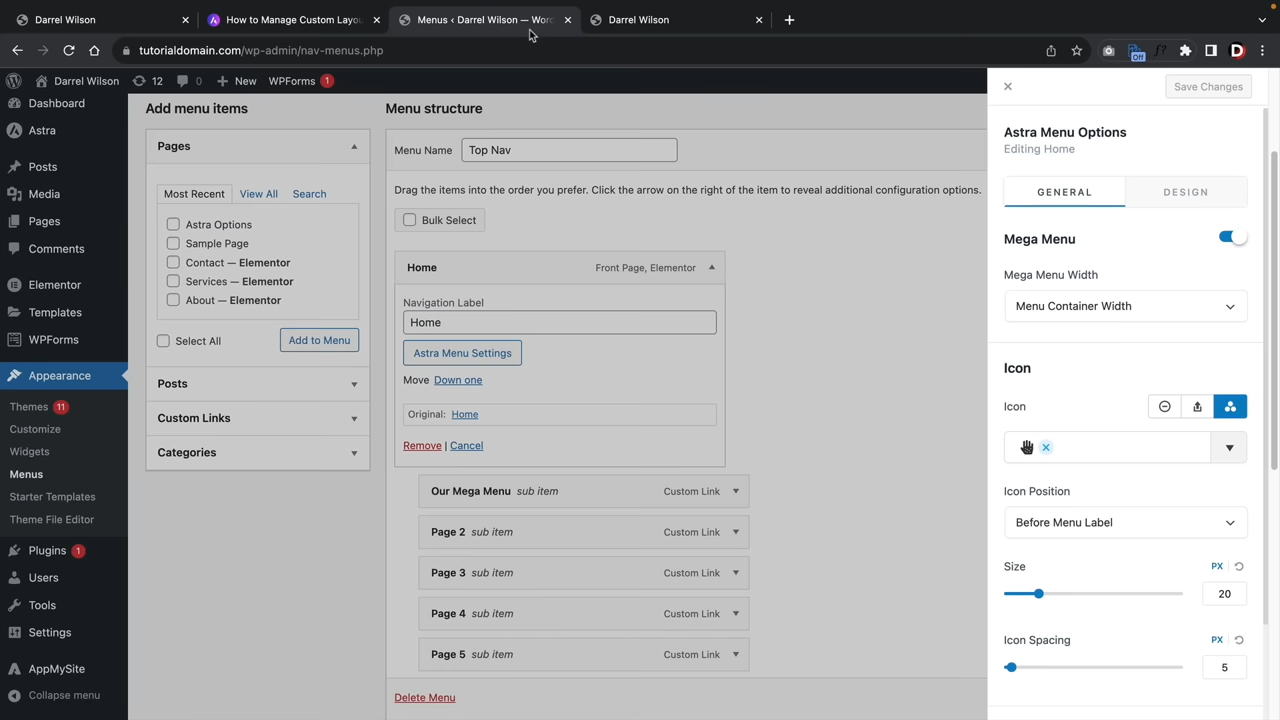 Darrel Wilson
How to Manage Custom Layou
Menus ‹ Darrel Wilson — Word
Darrel Wilson
tutorialdomain.com/wp-admin/nav-menus.php
Off
Darrel Wilson
12
0
New
WPForms 1
Dashboard
Astra
Posts
Media
Pages
Comments
Elementor
Templates
WPForms
Appearance
Themes 11
Customize
Widgets
Menus
Starter Templates
Theme File Editor
Plugins 1
Users
Tools
Settings
AppMySite
Collapse menu
Add menu items
Pages
Most Recent
View All
Search
Astra Options
Sample Page
Contact — Elementor
Services — Elementor
About — Elementor
Select All
Add to Menu
Posts
Custom Links
Categories
Menu structure
Menu Name
Top Nav
Drag the items into the order you prefer. Click the arrow on the right of the item to reveal additional configuration options.
Bulk Select
Home
Front Page, Elementor
Navigation Label
Home
Astra Menu Settings
Move Down one
Original: Home
Remove | Cancel
Our Mega Menu sub item
Custom Link
Page 2 sub item
Custom Link
Page 3 sub item
Custom Link
Page 4 sub item
Custom Link
Page 5 sub item
Custom Link
Delete Menu
Save Changes
Astra Menu Options
Editing Home
GENERAL
DESIGN
Mega Menu
Mega Menu Width
Menu Container Width
Icon
Icon
Icon Position
Before Menu Label
Size
PX
20
Icon Spacing
PX
5